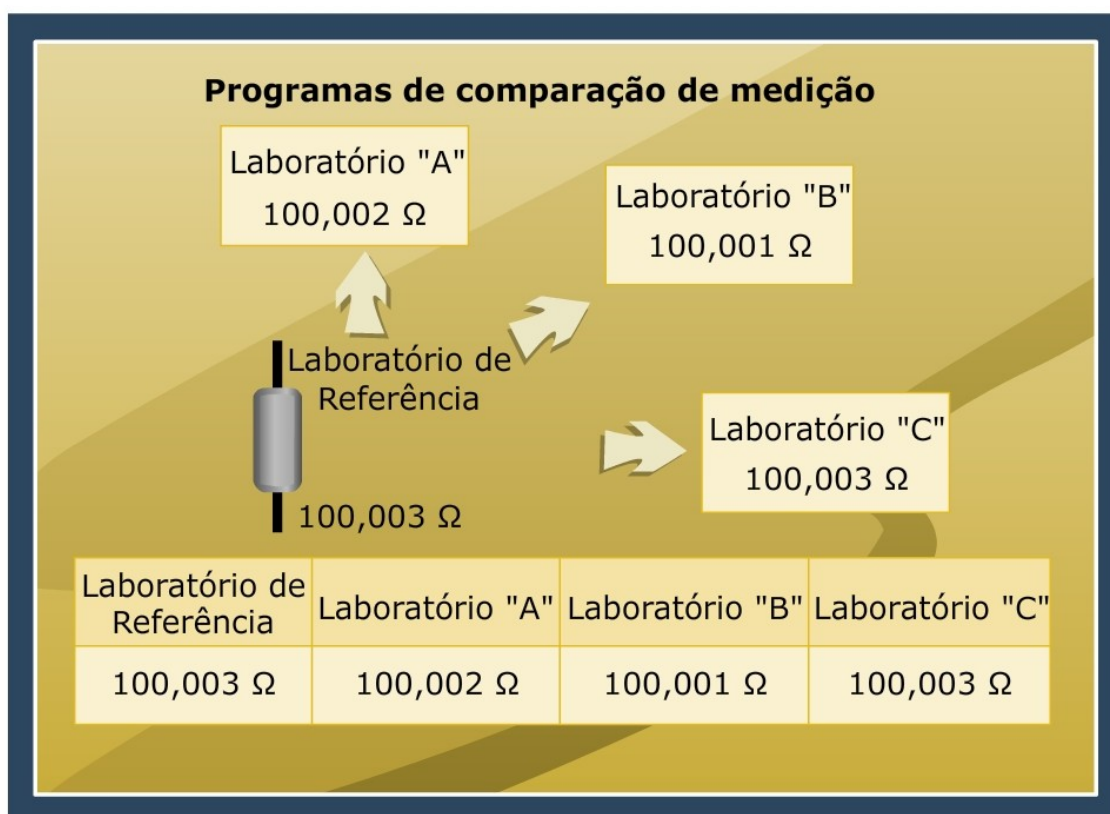 Programas de comparação de medição
Laboratório "A"
100,002 Ω
Laboratório "B"
100,001 Ω
Laboratório de
Referência
100,003 Ω
Laboratório "C"
100,003 Ω
Laboratório de
Referência
Laboratório "A"
Laboratório "B"
Laboratório "C"
100,003 Ω
100,002 Ω
100,001 Ω
100,003 Ω